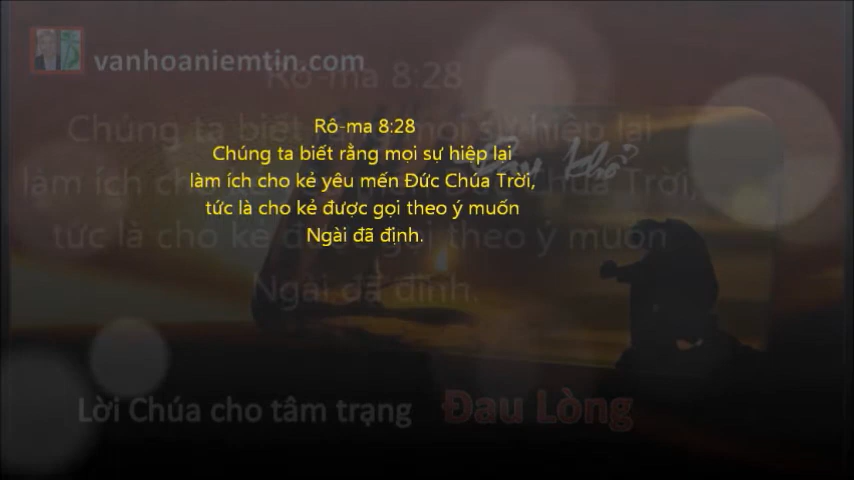 vanhoaniemtin.com
Rô-ma 8:28
Chúng ta biết rằng mọi sự hiệp lại
làm ích cho kẻ yêu mến Đức Chúa Trời,
tức là cho kẻ được gọi theo ý muốn
Ngài đã định.
Lời Chúa cho tâm trạng Đau Lòng